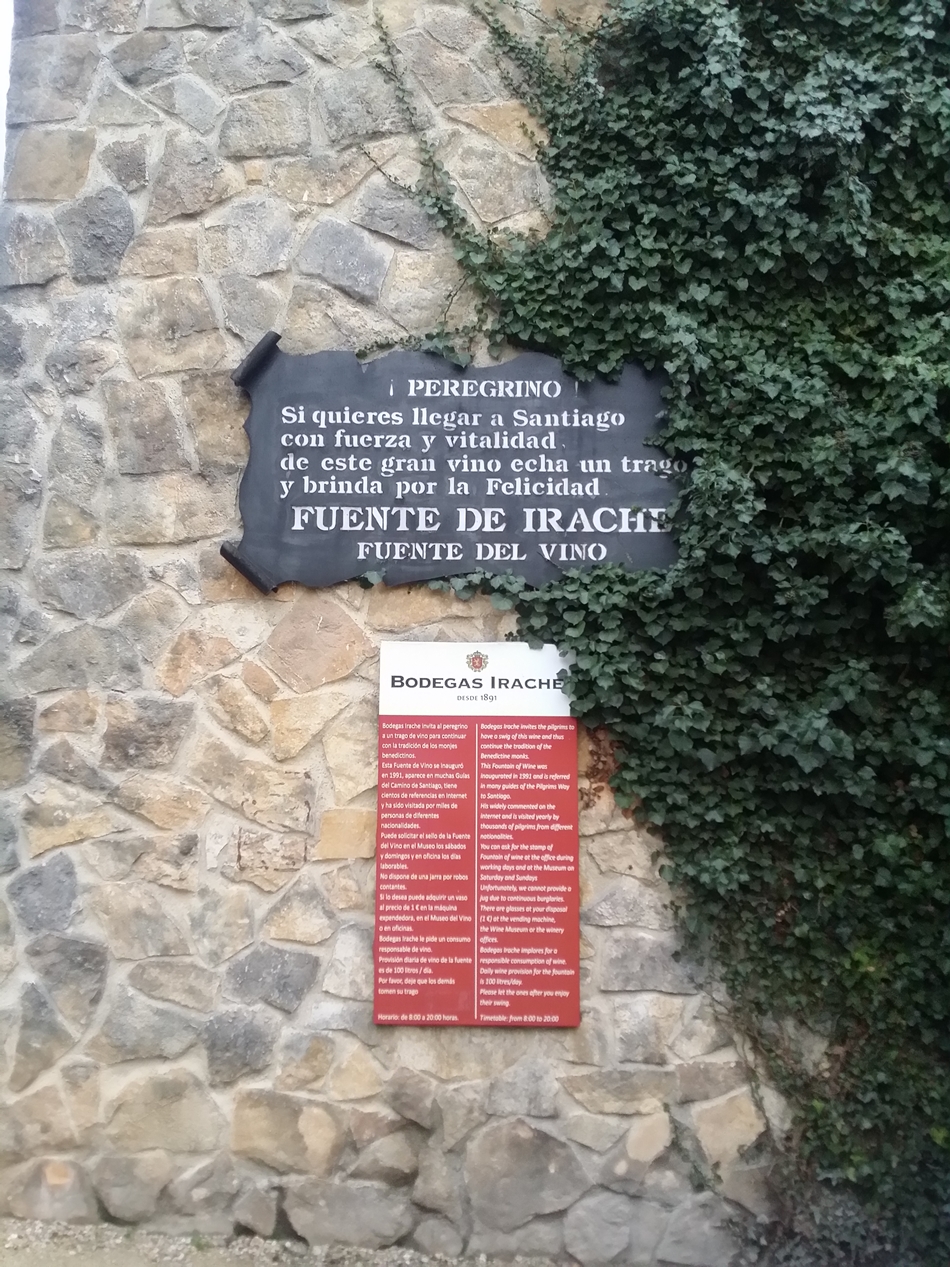 ¡ PEREGRINO !
Si quieres llegar a Santiago
con fuerza y vitalidad
de este gran vino echa un trago
y brinda por la Felicidad
FUENTE DE IRACHE
FUENTE DEL VINO
BODEGAS IRACHE
DESDE 1891
Bodegas Irache invita al peregrino
a un trago de vino para continuar
con la tradición de los monjes
benedictinos.
Esta Fuente de Vino se inauguró
en 1991, aparece en muchas Guías
del Camino de Santiago, tiene
cientos de referencias en Internet
y ha sido visitada por miles de
personas de diferentes
nacionalidades.
Puede solicitar el sello de la Fuente
del Vino en el Museo los sábados
y domingos y en oficina los días
laborables.
No dispone de una jarra por robos
contantes.
Si lo desea puede adquirir un vaso
al precio de 1 € en la máquina
expendedora, en el Museo del Vino
o en oficinas.
Bodegas Irache la pide un consumo
responsable de vino.
Provisión diaria de vino de la fuente
es de 100 litros / día.
Por favor, deje que los demás
tomen su trago
Horario: de 8:00 a 20:00 horas.
Bodegas Irache invites the pilgrims to
have a swig of this wine and thus
continue the tradition of the
Benedictine monks.
This Fountain of Wine was
inaugurated in 1991 and is referred
in many guides of the Pilgrims Way
to Santiago.
His widely commented on the
Internet and is visited yearly by
thousands of pilgrims from different
nationalities.
You can ask for the stamp of
Fountain of wine at the office during
working days and at the Museum on
Saturday and Sundays
Unfortunately, we cannot provide a
jug due to continuous burglaries.
There are glasses at your disposal
(1 €) at the vending machine,
the Wine Museum or the winery
offices.
Bodegas Irache implores for a
responsible consumption of wine.
Daily wine provision for the fountain
is 100 litres/day.
Please let the ones after you enjoy
their swing.
Timetable: from 8:00 to 20:00